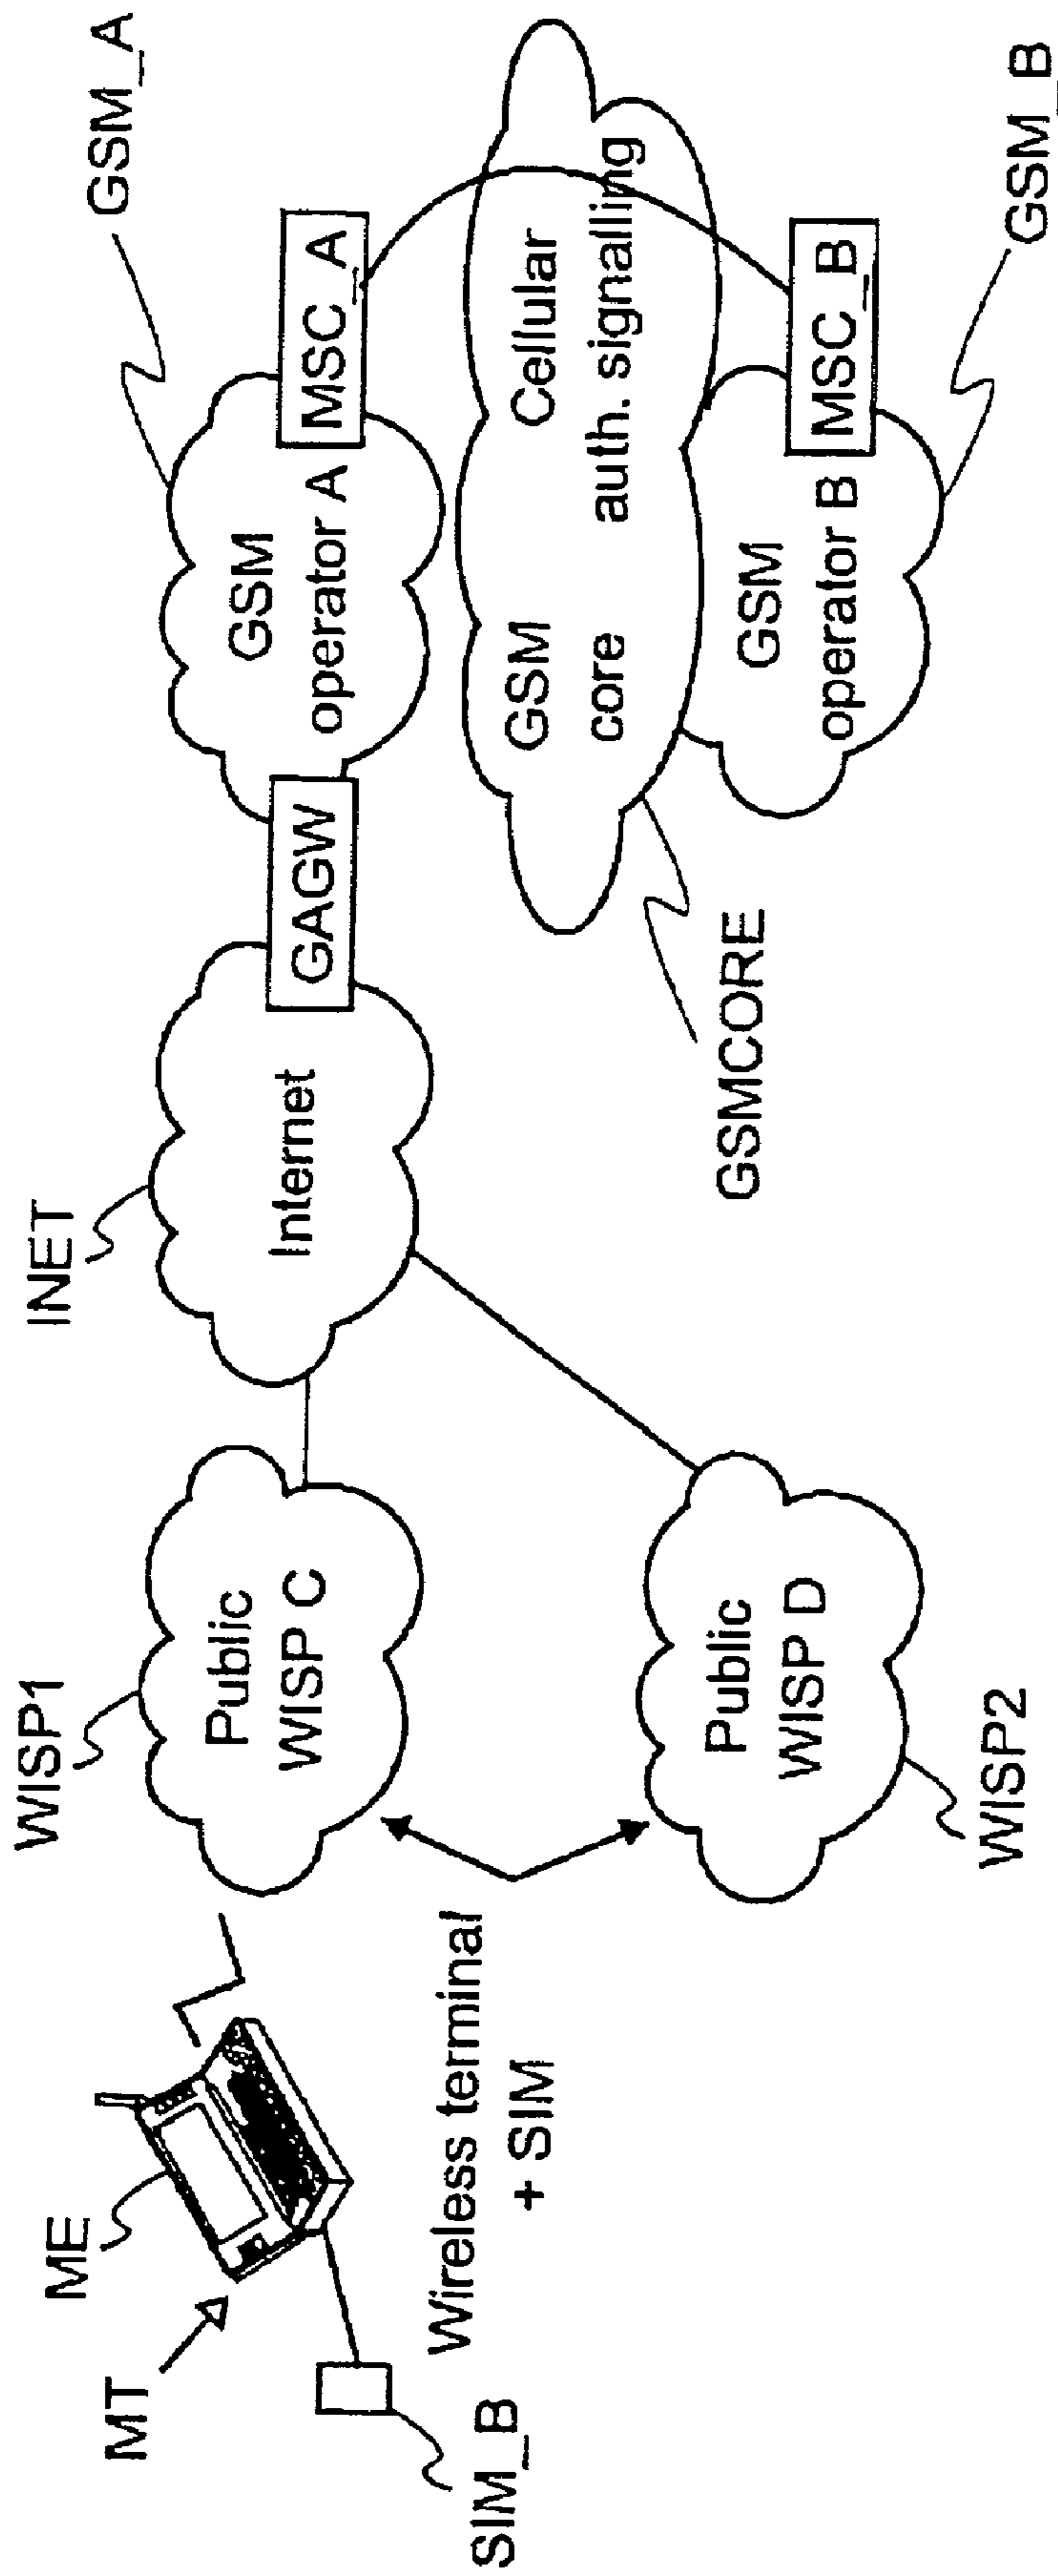 MT
ME
SIM_B
Wireless terminal
+ SIM
WISP1
Public
WISP C
Public
WISP D
WISP2
INET
Internet
GAGW
GSMCORE
GSM_A
GSM
operator A
MSC_A
GSM
core
Cellular
auth. signalling
GSM
operator B
MSC_B
GSM_B